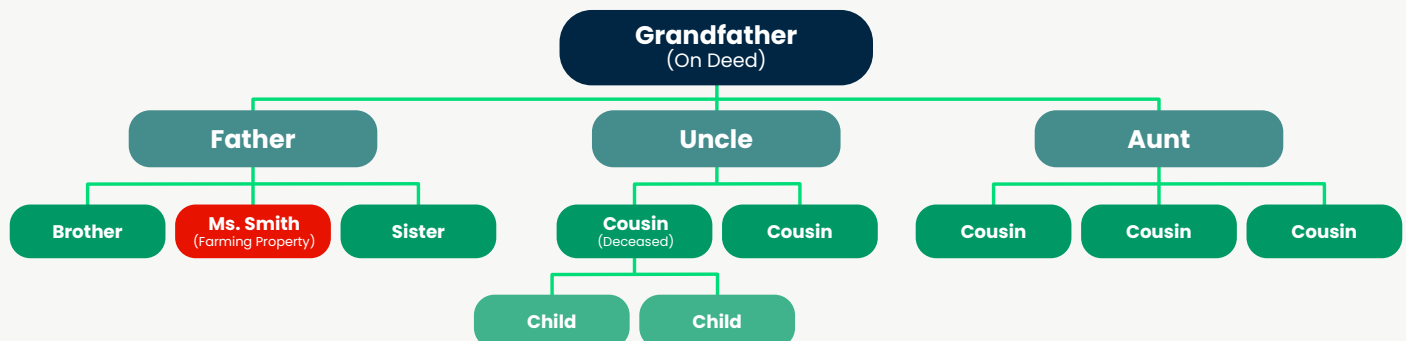 Grandfather
(On Deed)
Father
Uncle
Aunt
Brother
Ms. Smith
(Farming Property)
Sister
Cousin
(Deceased)
Cousin
Cousin
Cousin
Cousin
Child
Child